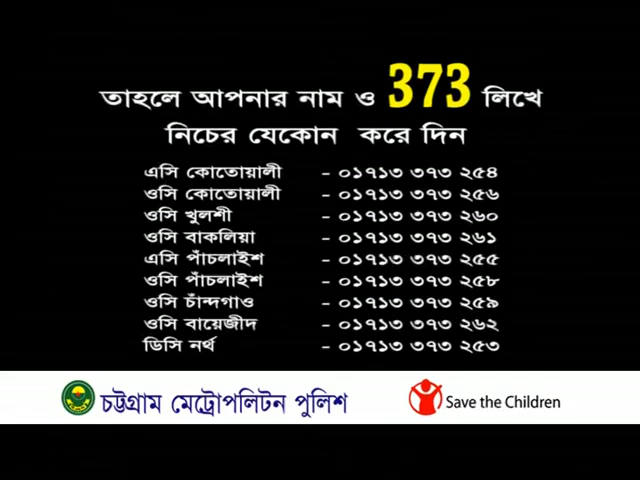 তাহলে আপনার নাম ও 373 লিখে
নিচের যেকোন করে দিন
এসি কোতোয়ালী - ০১৭১৩ ৩৭৩ ২৫৪
ওসি কোতোয়ালী - ০১৭১৩ ৩৭৩ ২৫৬
ওসি খুলশী - ০১৭১৩ ৩৭৩ ২৬০
ওসি বাকলিয়া - ০১৭১৩ ৩৭৩ ২৬১
এসি পাঁচলাইশ - ০১৭১৩ ৩৭৩ ২৫৫
ওসি পাঁচলাইশ - ০১৭১৩ ৩৭৩ ২৫৮
ওসি চাঁন্দগাও - ০১৭১৩ ৩৭৩ ২৫৯
ওসি বায়েজীদ - ০১৭১৩ ৩৭৩ ২৬২
ডিসি নর্থ - ০১৭১৩ ৩৭৩ ২৫৩
চট্টগ্রাম মেট্রোপলিটন পুলিশ
Save the Children